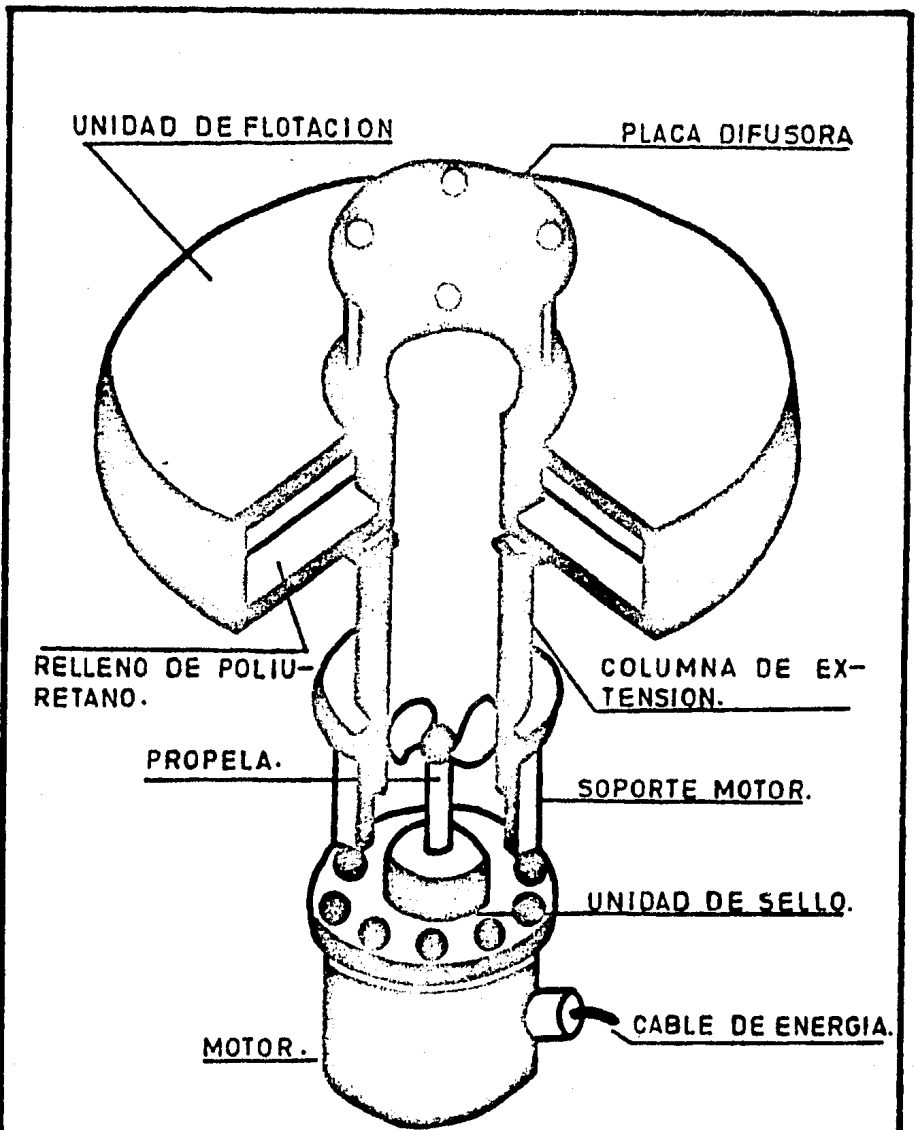 UNIDAD DE FLOTACION
PLACA DIFUSORA
RELLENO DE POLIU-
RETANO.
COLUMNA DE EX-
TENSION.
PROPELA.
SOPORTE MOTOR.
UNIDAD DE SELLO.
CABLE DE ENERGIA.
MOTOR.